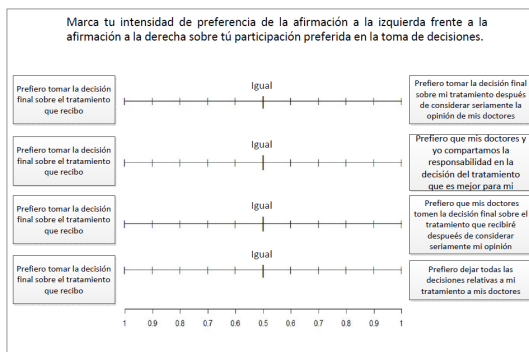 Marca tu intensidad de preferencia de la afirmación a la izquierda frente a la
afirmación a la derecha sobre tú participación preferida en la toma de decisiones.
Prefiero tomar la decisión
final sobre el tratamiento
que recibo
Igual
Prefiero tomar la decisión final
sobre mi tratamiento después
de considerar seriamente la
opinión de mis doctores
Prefiero tomar la decisión
final sobre el tratamiento
que recibo
Igual
Prefiero que mis doctores y
yo compartamos la
responsabilidad en la
decisión del tratamiento
que es mejor para mi
Prefiero tomar la decisión
final sobre el tratamiento
que recibo
Igual
Prefiero que mis doctores
tomen la decisión final sobre el
tratamiento que recibiré
despueés de considerar
seriamente mi opinión
Prefiero tomar la decisión
final sobre el tratamiento
que recibo
Igual
Prefiero dejar todas las
decisiones relativas a mi
tratamiento a mis doctores
1 0.9 0.8 0.7 0.6 0.5 0.6 0.7 0.8 0.9 1